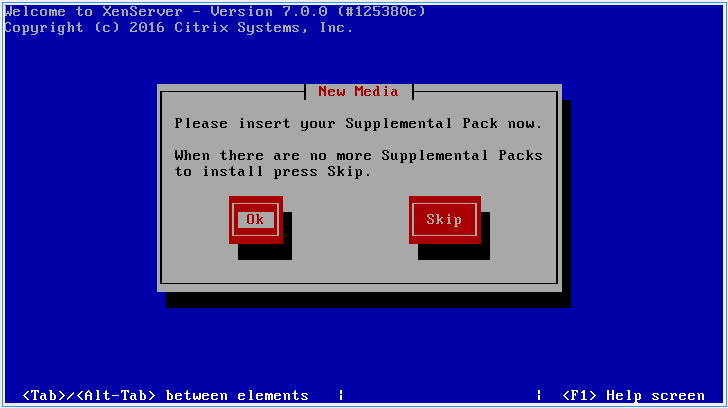 Welcome to XenServer - Version 7.0.0 (#125380c)
Copyright (c) 2016 Citrix Systems, Inc.
New Media
Please insert your Supplemental Pack now.
When there are no more Supplemental Packs
to install press Skip.
Ok Skip
<Tab>/<Alt-Tab> between elements | | <F1> Help screen